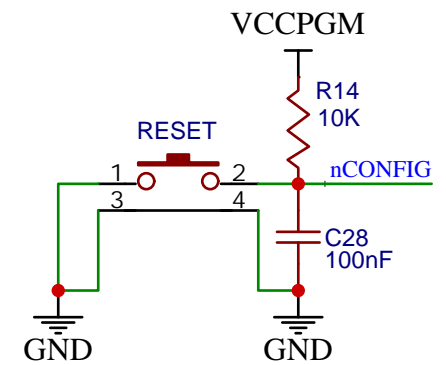 VCCPGM
R14
10K
RESET
1 2
nCONFIG
3 4
C28
100nF
GND GND